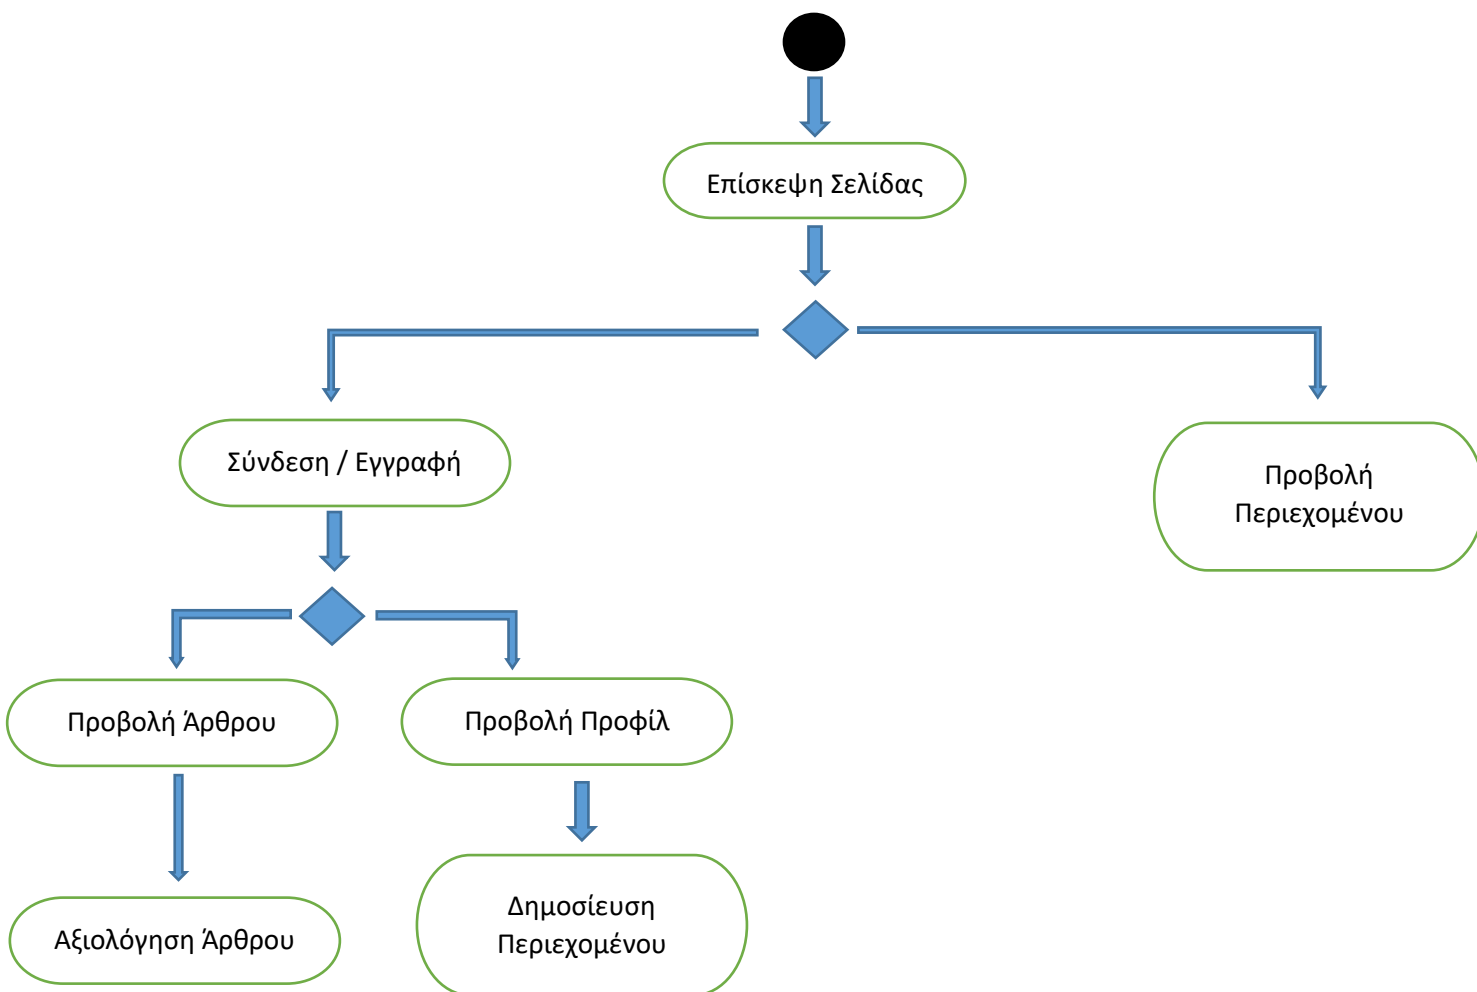 Επίσκεψη Σελίδας
Σύνδεση / Εγγραφή
Προβολή
Περιεχομένου
Προβολή Άρθρου
Προβολή Προφίλ
Αξιολόγηση Άρθρου
Δημοσίευση
Περιεχομένου